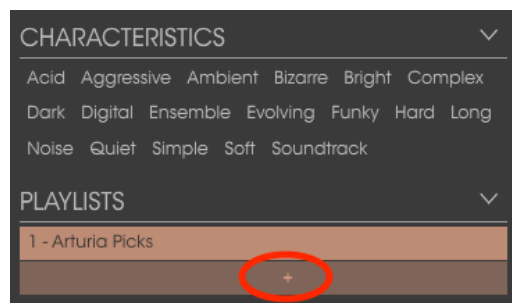 CHARACTERISTICS
Acid Aggressive Ambient Bizarre Bright Complex
Dark Digital Ensemble Evolving Funky Hard Long
Noise Quiet Simple Soft Soundtrack
PLAYLISTS
1 - Arturia Picks
+